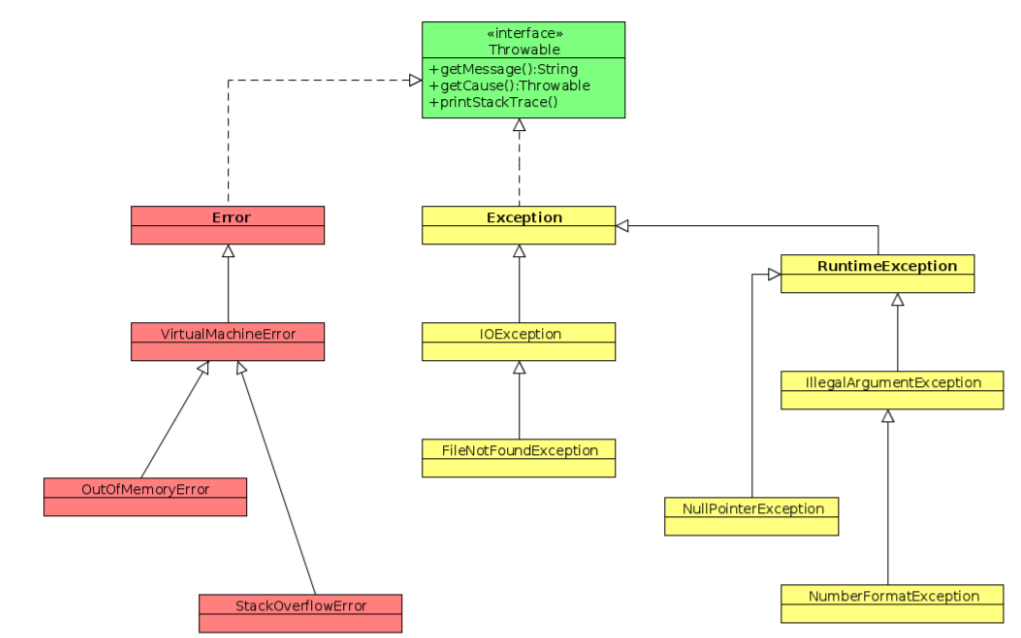 «interface»
Throwable
+getMessage():String
+getCause():Throwable
+printStackTrace()
Error
Exception
RuntimeException
VirtualMachineError
IOException
IllegalArgumentException
FileNotFoundException
OutOfMemoryError
NullPointerException
NumberFormatException
StackOverflowError